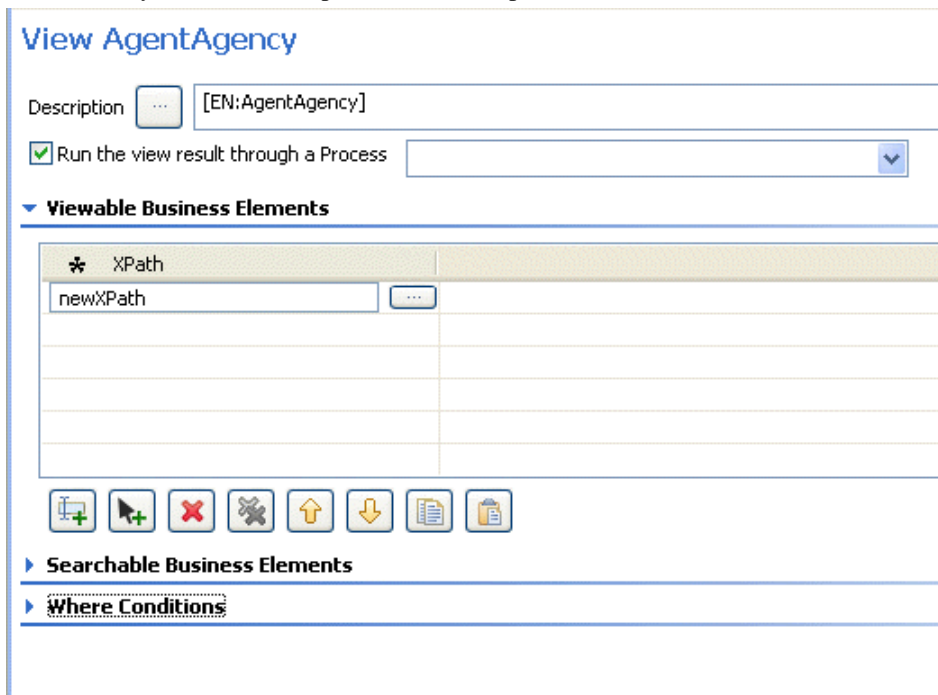 View AgentAgency
Description ... [EN:AgentAgency]
Run the view result through a Process
Viewable Business Elements
XPath
newXPath ...
Searchable Business Elements
Where Conditions